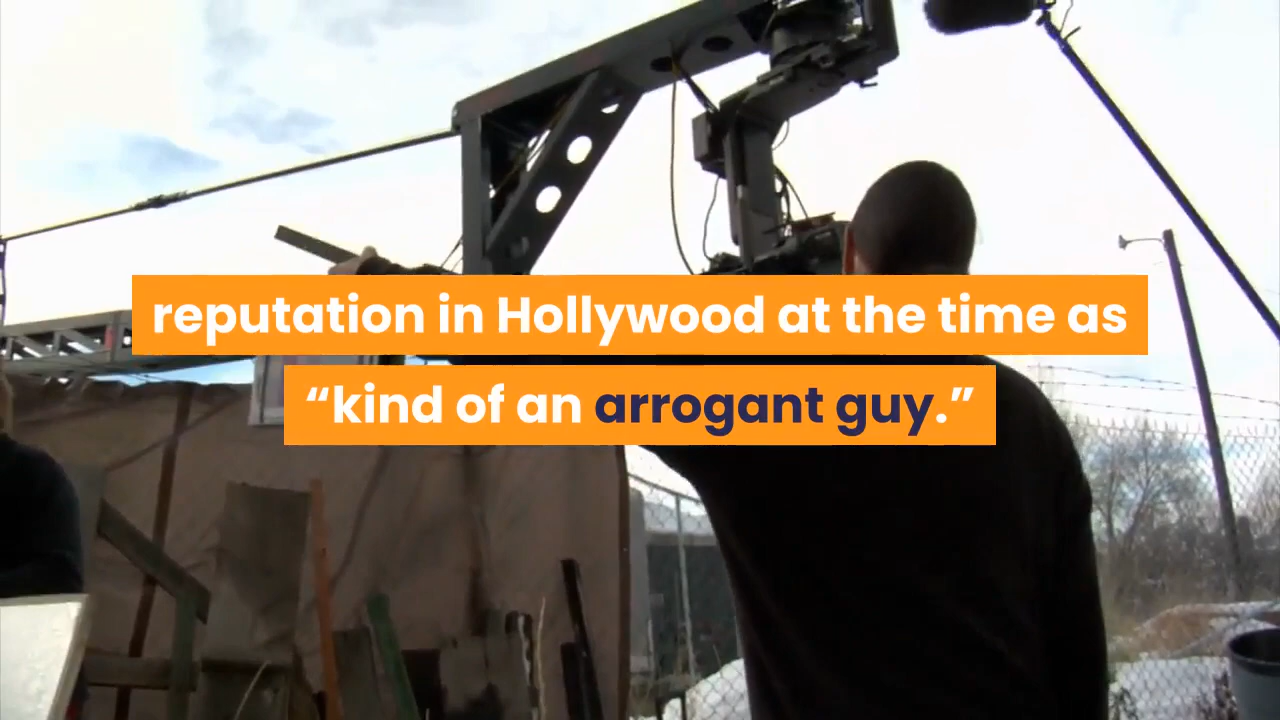 reputation in Hollywood at the time as
“kind of an arrogant guy.”